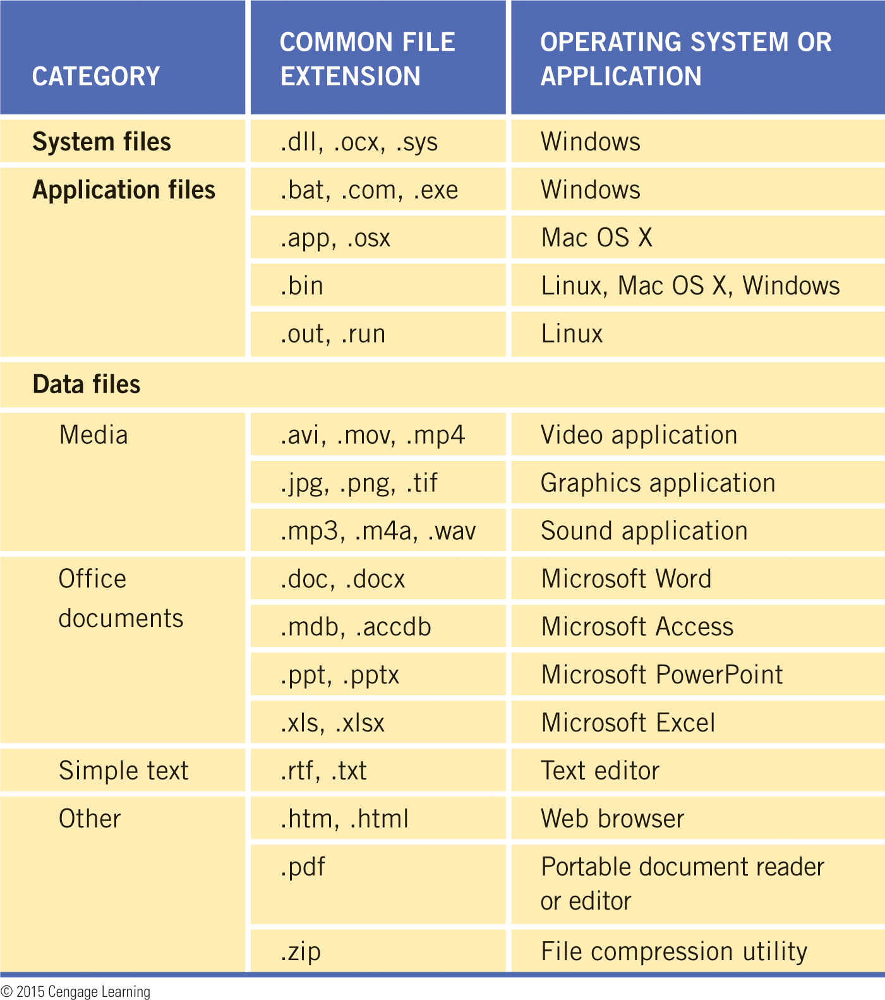 CATEGORY
COMMON FILE
EXTENSION
OPERATING SYSTEM OR
APPLICATION
System files
.dll, .ocx, .sys
Windows
Application files
.bat, .com, .exe
Windows
.app, .osx
Mac OS X
.bin
Linux, Mac OS X, Windows
.out, .run
Linux
Data files
Media
.avi, .mov, .mp4
Video application
.jpg, .png, .tif
Graphics application
.mp3, .m4a, .wav
Sound application
Office
documents
.doc, .docx
Microsoft Word
.mdb, .accdb
Microsoft Access
.ppt, .pptx
Microsoft PowerPoint
.xls, .xlsx
Microsoft Excel
Simple text
.rtf, .txt
Text editor
Other
.htm, .html
Web browser
.pdf
Portable document reader
or editor
.zip
File compression utility
© 2015 Cengage Learning